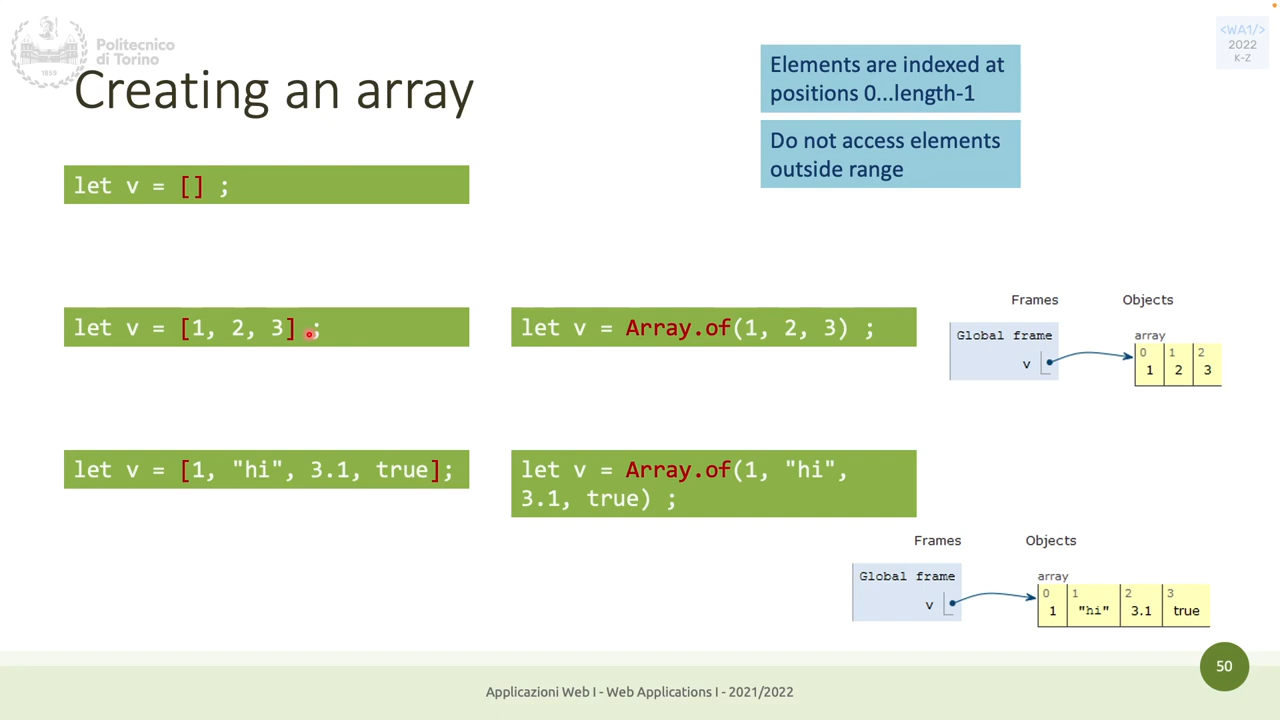 Politecnico
di Torino
1859
<WA1/>
2022
K-Z
Creating an array
Elements are indexed at
positions 0...length-1
Do not access elements
outside range
let v = [] ;
let v = [1, 2, 3] ;
let v = Array.of(1, 2, 3) ;
Frames Objects
Global frame
v
array
0 1 2
1 2 3
let v = [1, "hi", 3.1, true];
let v = Array.of(1, "hi",
3.1, true) ;
Frames Objects
Global frame
v
array
0 1 2 3
1 "hi" 3.1 true
50
Applicazioni Web I - Web Applications I - 2021/2022